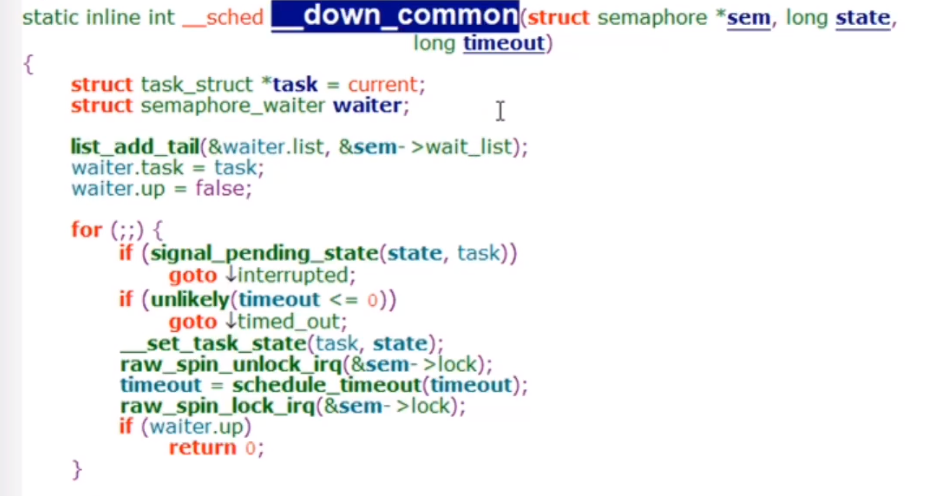 static inline int __sched __down_common(struct semaphore *sem, long state,
long timeout)
{
struct task_struct *task = current;
struct semaphore_waiter waiter;
list_add_tail(&waiter.list, &sem->wait_list);
waiter.task = task;
waiter.up = false;
for (;;) {
if (signal_pending_state(state, task))
goto ↓interrupted;
if (unlikely(timeout <= 0))
goto ↓timed_out;
__set_task_state(task, state);
raw_spin_unlock_irq(&sem->lock);
timeout = schedule_timeout(timeout);
raw_spin_lock_irq(&sem->lock);
if (waiter.up)
return 0;
}